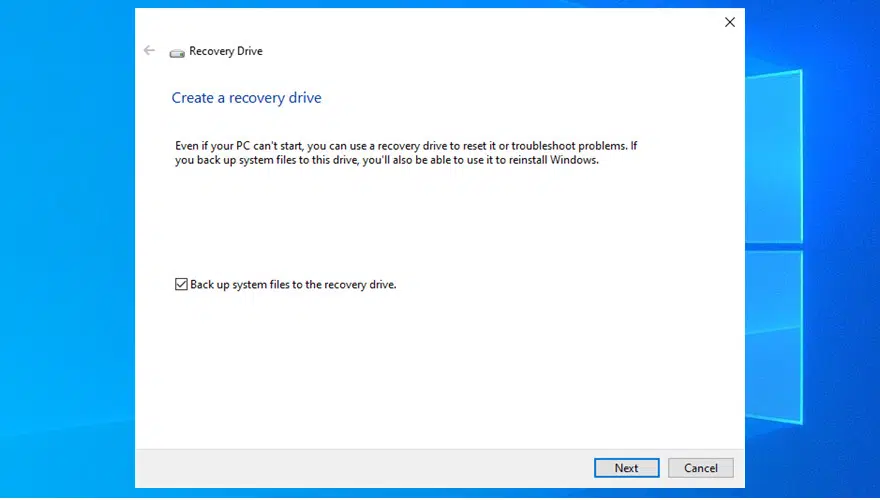 Recovery Drive
Create a recovery drive
Even if your PC can't start, you can use a recovery drive to reset it or troubleshoot problems. If
you back up system files to this drive, you'll also be able to use it to reinstall Windows.
Back up system files to the recovery drive.
Next
Cancel